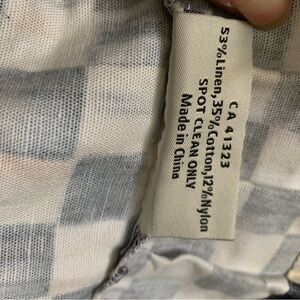 CA 41323
53%Linen,35%Cotton,12%Nylon
SPOT CLEAN ONLY
Made in China